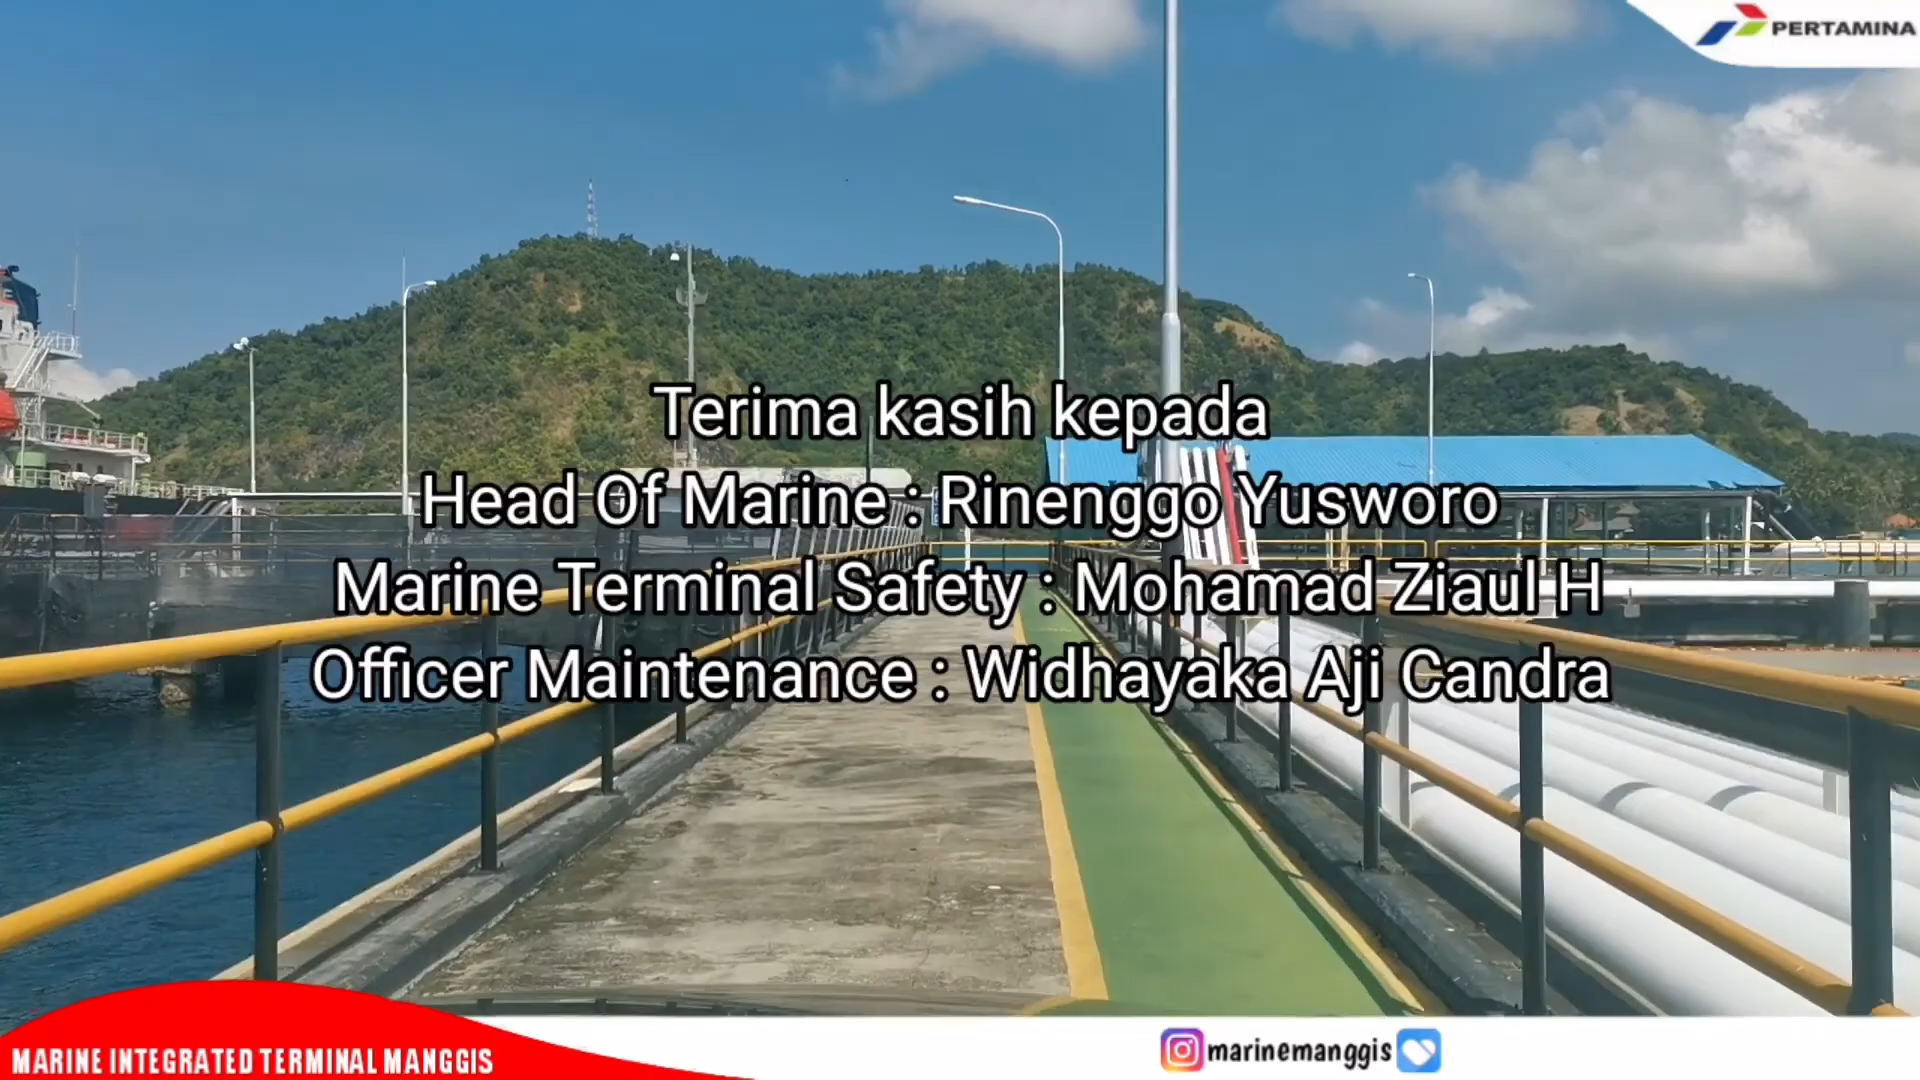 PERTAMINA
Terima kasih kepada
Head Of Marine : Rinenggo Yusworo
Marine Terminal Safety : Mohamad Ziaul H
Officer Maintenance : Widhayaka Aji Candra
MARINE INTEGRATED TERMINAL MANGGIS
marinemanggis